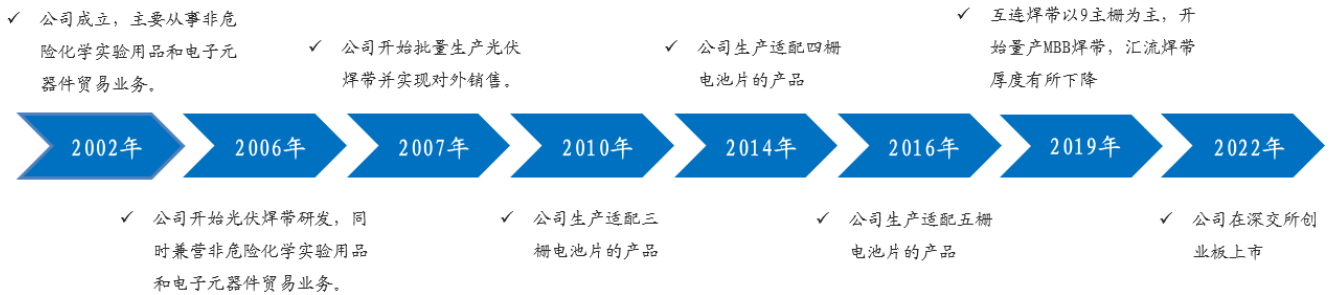 ✓ 公司成立，主要从事非危
险化学实验用品和电子元
器件贸易业务。
✓ 公司开始批量生产光伏
焊带并实现对外销售。
✓ 公司生产适配四栅
电池片的产品
✓ 互连焊带以9主栅为主，开
始量产MBB焊带，汇流焊带
厚度有所下降
2002年
2006年
2007年
2010年
2014年
2016年
2019年
2022年
✓ 公司开始光伏焊带研发，同
时兼营非危险化学实验用品
和电子元器件贸易业务。
✓ 公司生产适配三
栅电池片的产品
✓ 公司生产适配五栅
电池片的产品
✓ 公司在深交所创
业板上市